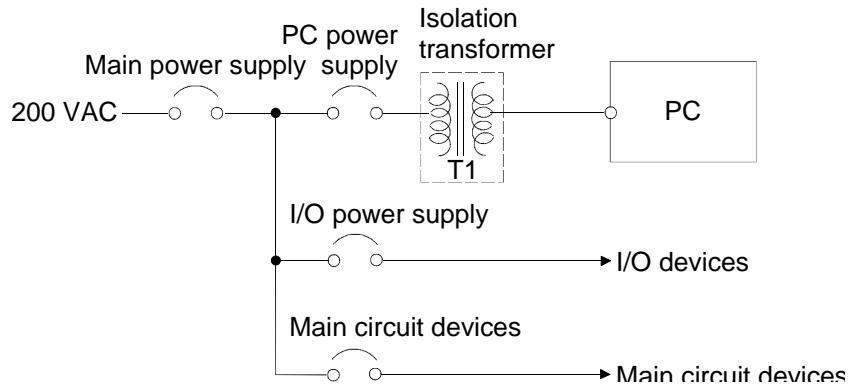 Isolation
transformer
PC power
supply
Main power supply
200 VAC
PC
T1
I/O power supply
I/O devices
Main circuit devices
Main circuit devices